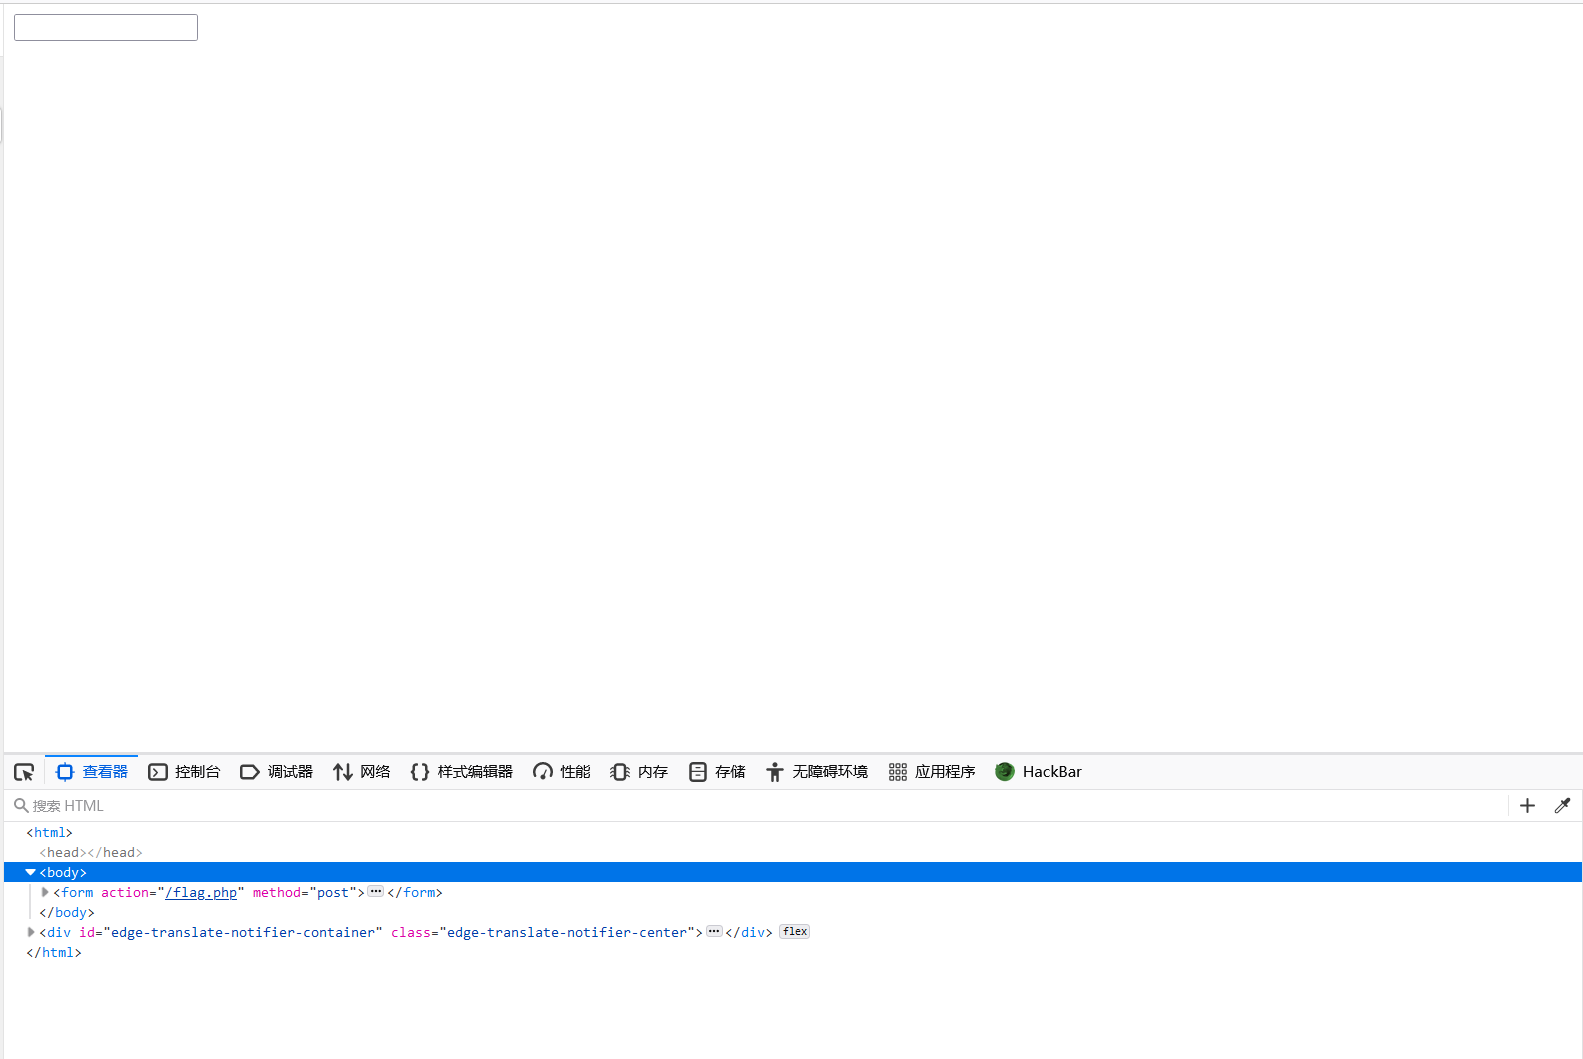 查看器 控制台 调试器 网络 样式编辑器 性能 内存 存储 无障碍环境 应用程序 HackBar
搜索 HTML
<html>
<head></head>
<body>
<form action="/flag.php" method="post">···</form>
</body>
<div id="edge-translate-notifier-container" class="edge-translate-notifier-center">···</div> flex
</html>